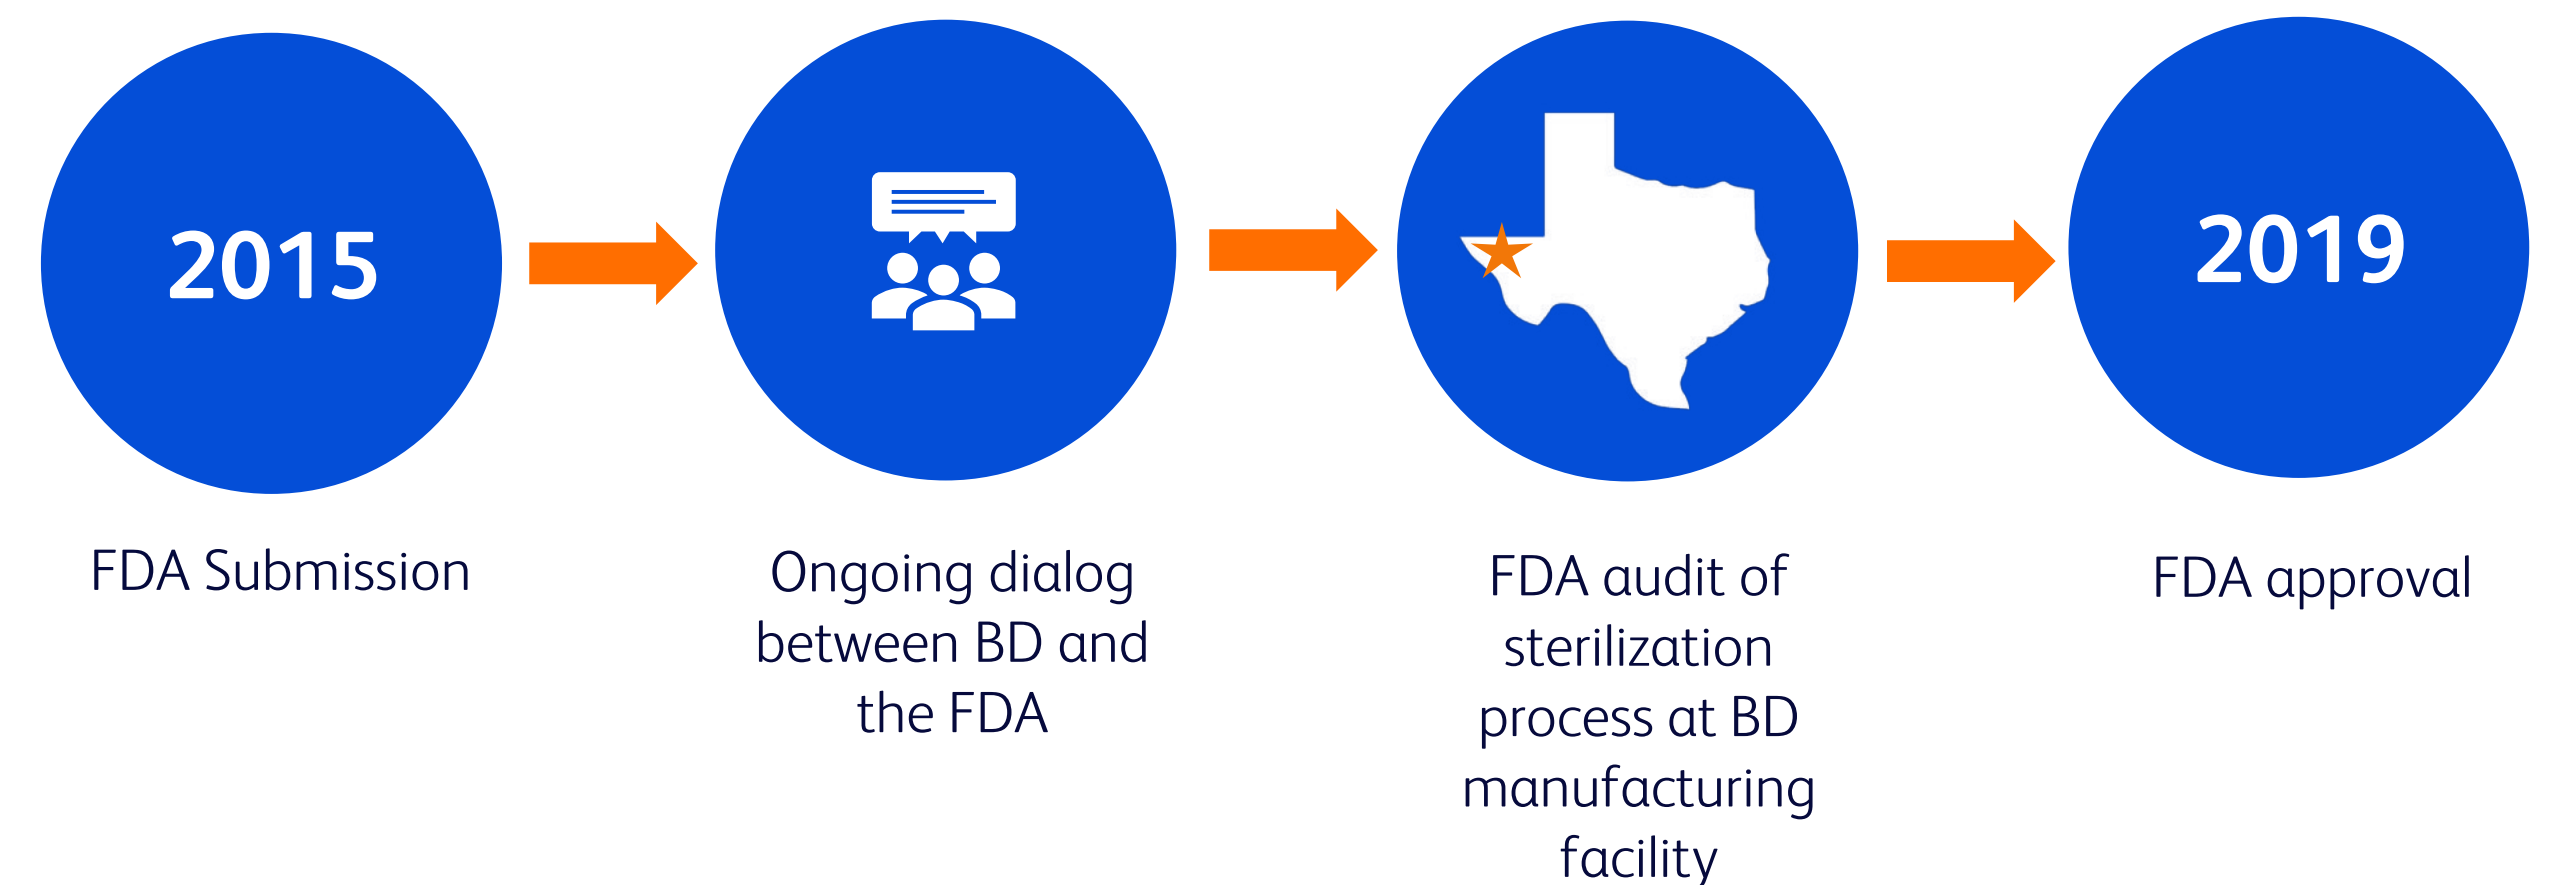 2015
FDA Submission
Ongoing dialog
between BD and
the FDA
FDA audit of
sterilization
process at BD
manufacturing
facility
2019
FDA approval